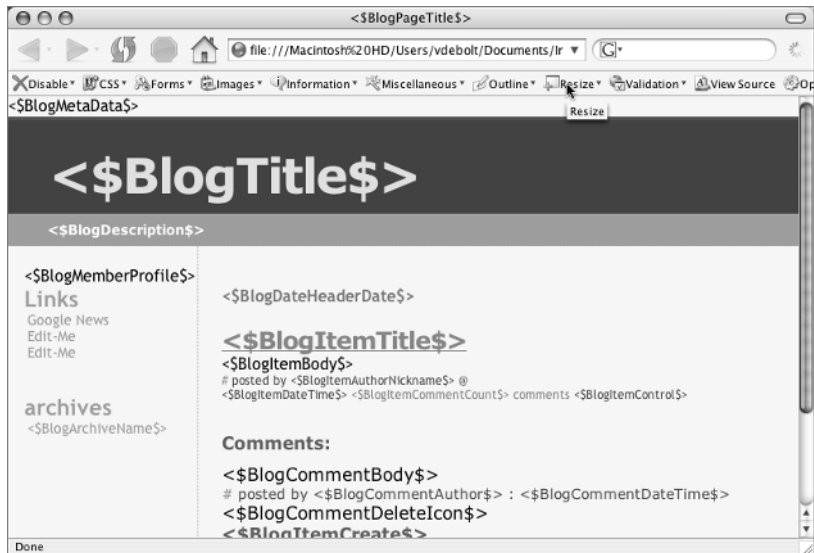 <$BlogPageTitle$>
file:///Macintosh%20HD/Users/vdebolt/Documents/Ir
G
Disable CSS Forms Images Information Miscellaneous Outline Resize Validation View Source Op
<$BlogMetaData$>
Resize
<$BlogTitle$>
<$BlogDescription$>
<$BlogMemberProfile$>
Links
Google News
Edit-Me
Edit-Me
archives
<$BlogArchiveName$>
<$BlogDateHeaderDate$>
<$BlogItemTitle$>
<$BlogItemBody$>
# posted by <$BlogItemAuthorNickname$> @
<$BlogItemDateTime$> <$BlogItemCommentCount$> comments <$BlogItemControl$>
Comments:
<$BlogCommentBody$>
# posted by <$BlogCommentAuthor$> : <$BlogCommentDateTime$>
<$BlogCommentDeleteIcon$>
<$BlogItemCreate$>
Done